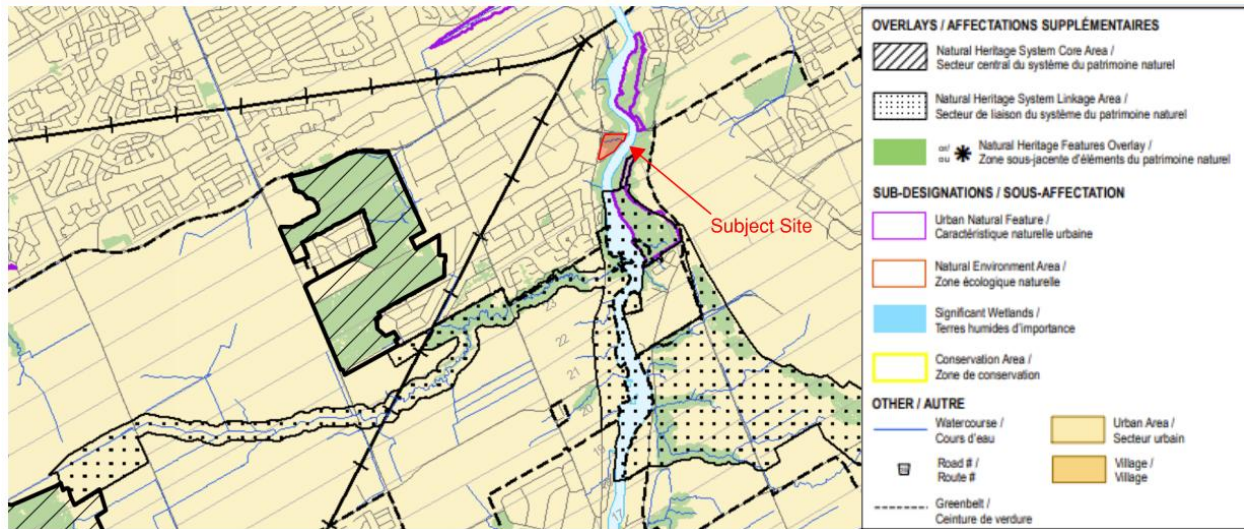 Subject Site
22
21
19
17
OVERLAYS / AFFECTATIONS SUPPLÉMENTAIRES
Natural Heritage System Core Area /
Secteur central du système du patrimoine naturel
Natural Heritage System Linkage Area /
Secteur de liaison du système du patrimoine naturel
or/
ou
Natural Heritage Features Overlay /
Zone sous-jacente d'éléments du patrimoine naturel
SUB-DESIGNATIONS / SOUS-AFFECTATION
Urban Natural Feature /
Caractéristique naturelle urbaine
Natural Environment Area /
Zone écologique naturelle
Significant Wetlands /
Terres humides d'importance
Conservation Area /
Zone de conservation
OTHER / AUTRE
Watercourse /
Cours d'eau
Urban Area /
Secteur urbain
Road # /
Route #
Village /
Village
Greenbelt /
Ceinture de verdure